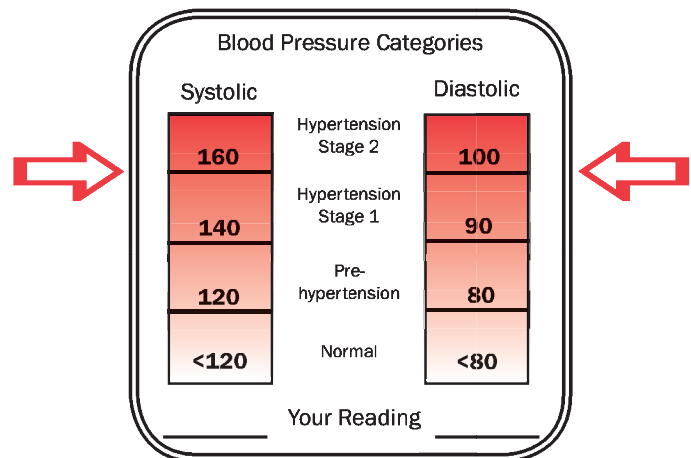 Blood Pressure Categories
Systolic
Diastolic
Hypertension
Stage 2
160
100
Hypertension
Stage 1
140
90
Pre-
hypertension
120
80
Normal
<120
<80
Your Reading